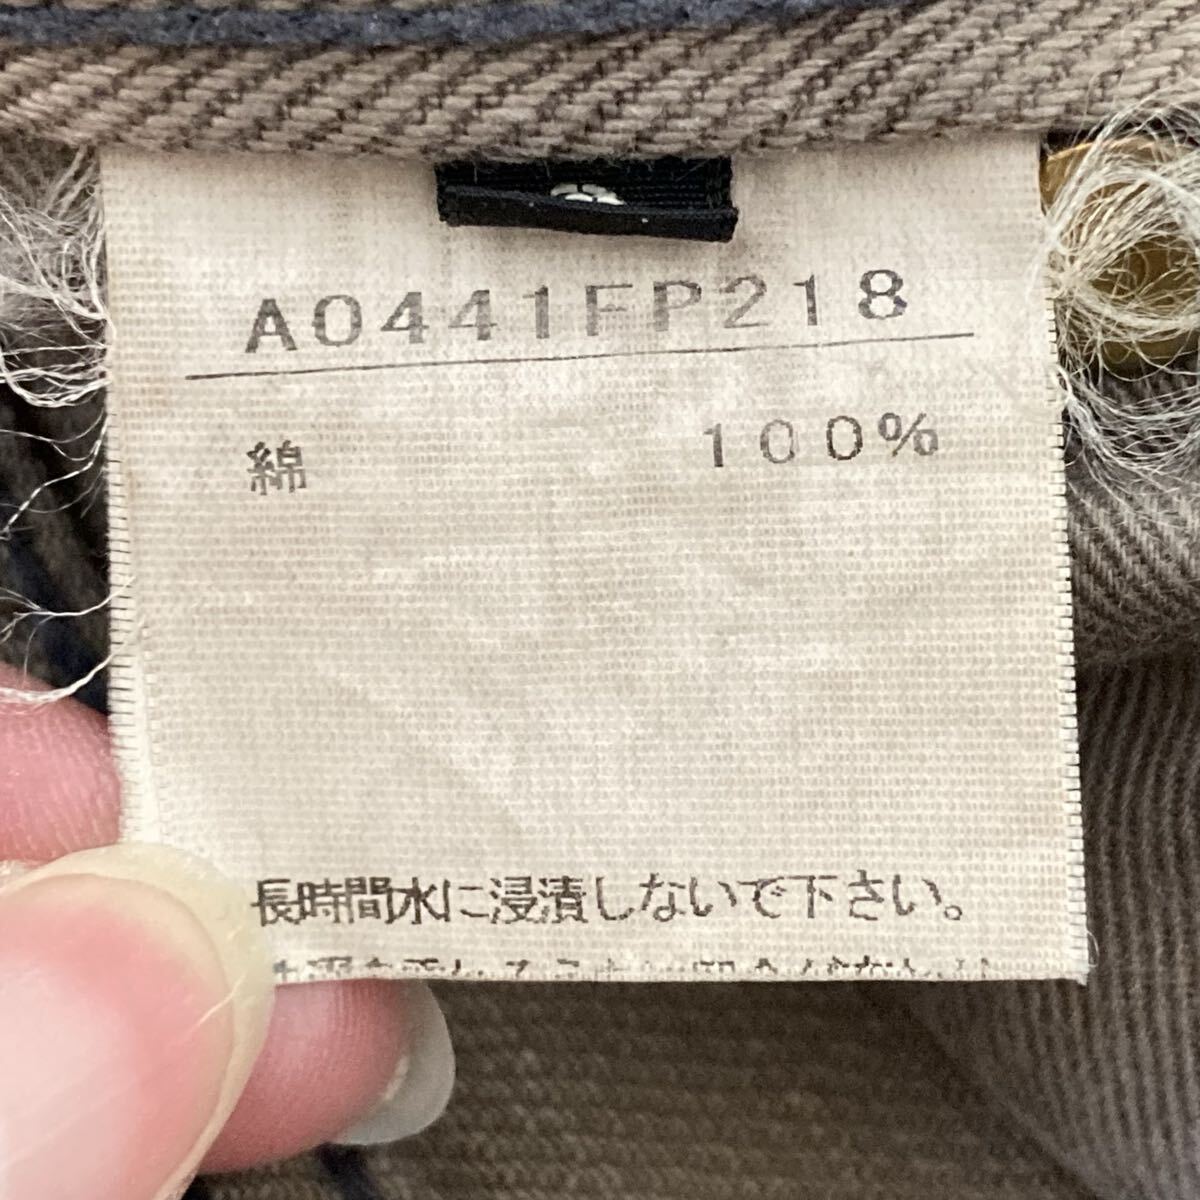 A0441FP218
綿 100%
長時間水に浸漬しないで下さい。